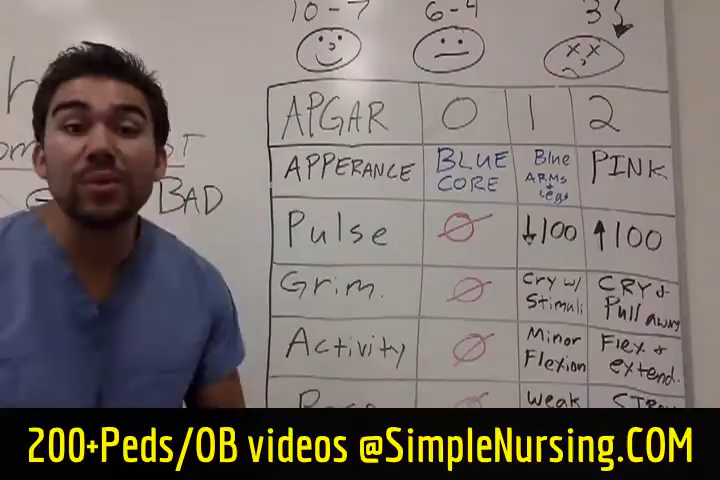 10-7
6-4
3↓
APGAR 0 1 2
APPERANCE BLUE CORE Blue ARMS + Legs PINK
Pulse Ø ↓100 ↑100
Grim. Ø Cry w/ Stimuli CRY + Pull away
Activity Ø Minor Flexion Flex + extend.
weak
BAD
200+Peds/OB videos @SimpleNursing.COM